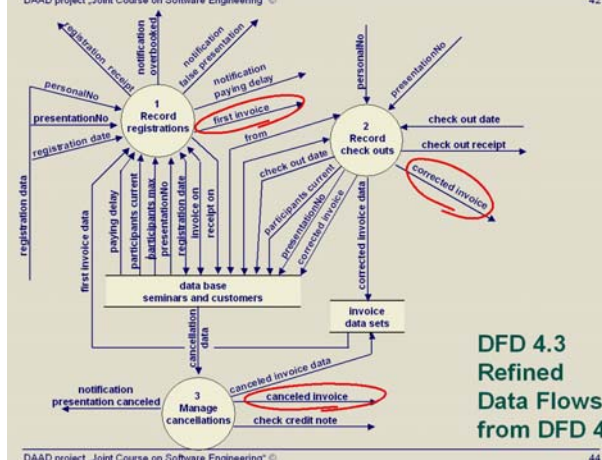 DAAD project „Joint Course on Software Engineering" ©
42
registration receipt
notification
overbooked
notification
false presentation
notification
paying delay
first invoice
personalNo
presentationNo
registration date
registration data
1
Record
registrations
from
check out date
participants current
presentationNo
corrected invoice
personalNo
presentationNo
2
Record
check outs
check out date
check out receipt
corrected invoice
corrected invoice data
first invoice data
paying delay
participants current
participants max
presentationNo
registration date
invoice on
receipt on
data base
seminars and customers
invoice
data sets
cancellation
data
canceled invoice data
3
Manage
cancellations
notification
presentation canceled
canceled invoice
check credit note
DFD 4.3
Refined
Data Flows
from DFD 4
DAAD project „Joint Course on Software Engineering" ©
44